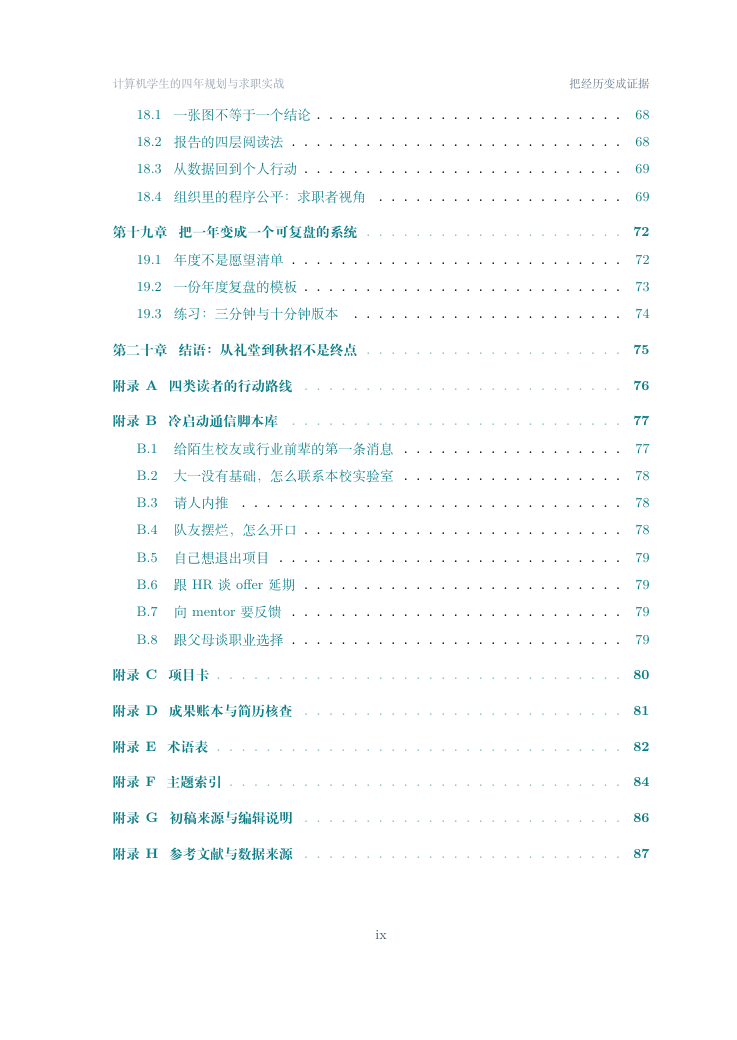 计算机学生的四年规划与求职实战 把经历变成证据
18.1 一张图不等于一个结论 . . . . . . . . . . . . . . . . . . . . . . . . . 68
18.2 报告的四层阅读法 . . . . . . . . . . . . . . . . . . . . . . . . . . . 68
18.3 从数据回到个人行动 . . . . . . . . . . . . . . . . . . . . . . . . . . 69
18.4 组织里的程序公平：求职者视角 . . . . . . . . . . . . . . . . . . . . 69
第十九章 把一年变成一个可复盘的系统 . . . . . . . . . . . . . . . . . . . . . 72
19.1 年度不是愿望清单 . . . . . . . . . . . . . . . . . . . . . . . . . . . 72
19.2 一份年度复盘的模板 . . . . . . . . . . . . . . . . . . . . . . . . . . 73
19.3 练习：三分钟与十分钟版本 . . . . . . . . . . . . . . . . . . . . . . 74
第二十章 结语：从礼堂到秋招不是终点 . . . . . . . . . . . . . . . . . . . . . 75
附录 A 四类读者的行动路线 . . . . . . . . . . . . . . . . . . . . . . . . . . 76
附录 B 冷启动通信脚本库 . . . . . . . . . . . . . . . . . . . . . . . . . . . 77
B.1 给陌生校友或行业前辈的第一条消息 . . . . . . . . . . . . . . . . . . 77
B.2 大一没有基础，怎么联系本校实验室 . . . . . . . . . . . . . . . . . . 78
B.3 请人内推 . . . . . . . . . . . . . . . . . . . . . . . . . . . . . . . 78
B.4 队友摆烂，怎么开口 . . . . . . . . . . . . . . . . . . . . . . . . . . 78
B.5 自己想退出项目 . . . . . . . . . . . . . . . . . . . . . . . . . . . . 79
B.6 跟 HR 谈 offer 延期 . . . . . . . . . . . . . . . . . . . . . . . . . . 79
B.7 向 mentor 要反馈 . . . . . . . . . . . . . . . . . . . . . . . . . . . 79
B.8 跟父母谈职业选择 . . . . . . . . . . . . . . . . . . . . . . . . . . . 79
附录 C 项目卡 . . . . . . . . . . . . . . . . . . . . . . . . . . . . . . . . . 80
附录 D 成果账本与简历核查 . . . . . . . . . . . . . . . . . . . . . . . . . . 81
附录 E 术语表 . . . . . . . . . . . . . . . . . . . . . . . . . . . . . . . . . 82
附录 F 主题索引 . . . . . . . . . . . . . . . . . . . . . . . . . . . . . . . . 84
附录 G 初稿来源与编辑说明 . . . . . . . . . . . . . . . . . . . . . . . . . . 86
附录 H 参考文献与数据来源 . . . . . . . . . . . . . . . . . . . . . . . . . . 87
ix